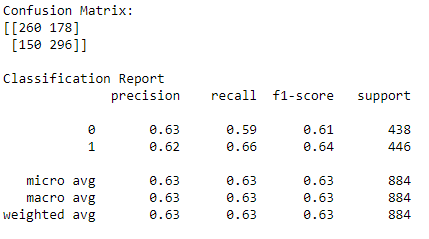 Confusion Matrix:
[[260 178]
 [150 296]]
Classification Report
precision recall f1-score support
0 0.63 0.59 0.61 438
1 0.62 0.66 0.64 446
micro avg 0.63 0.63 0.63 884
macro avg 0.63 0.63 0.63 884
weighted avg 0.63 0.63 0.63 884